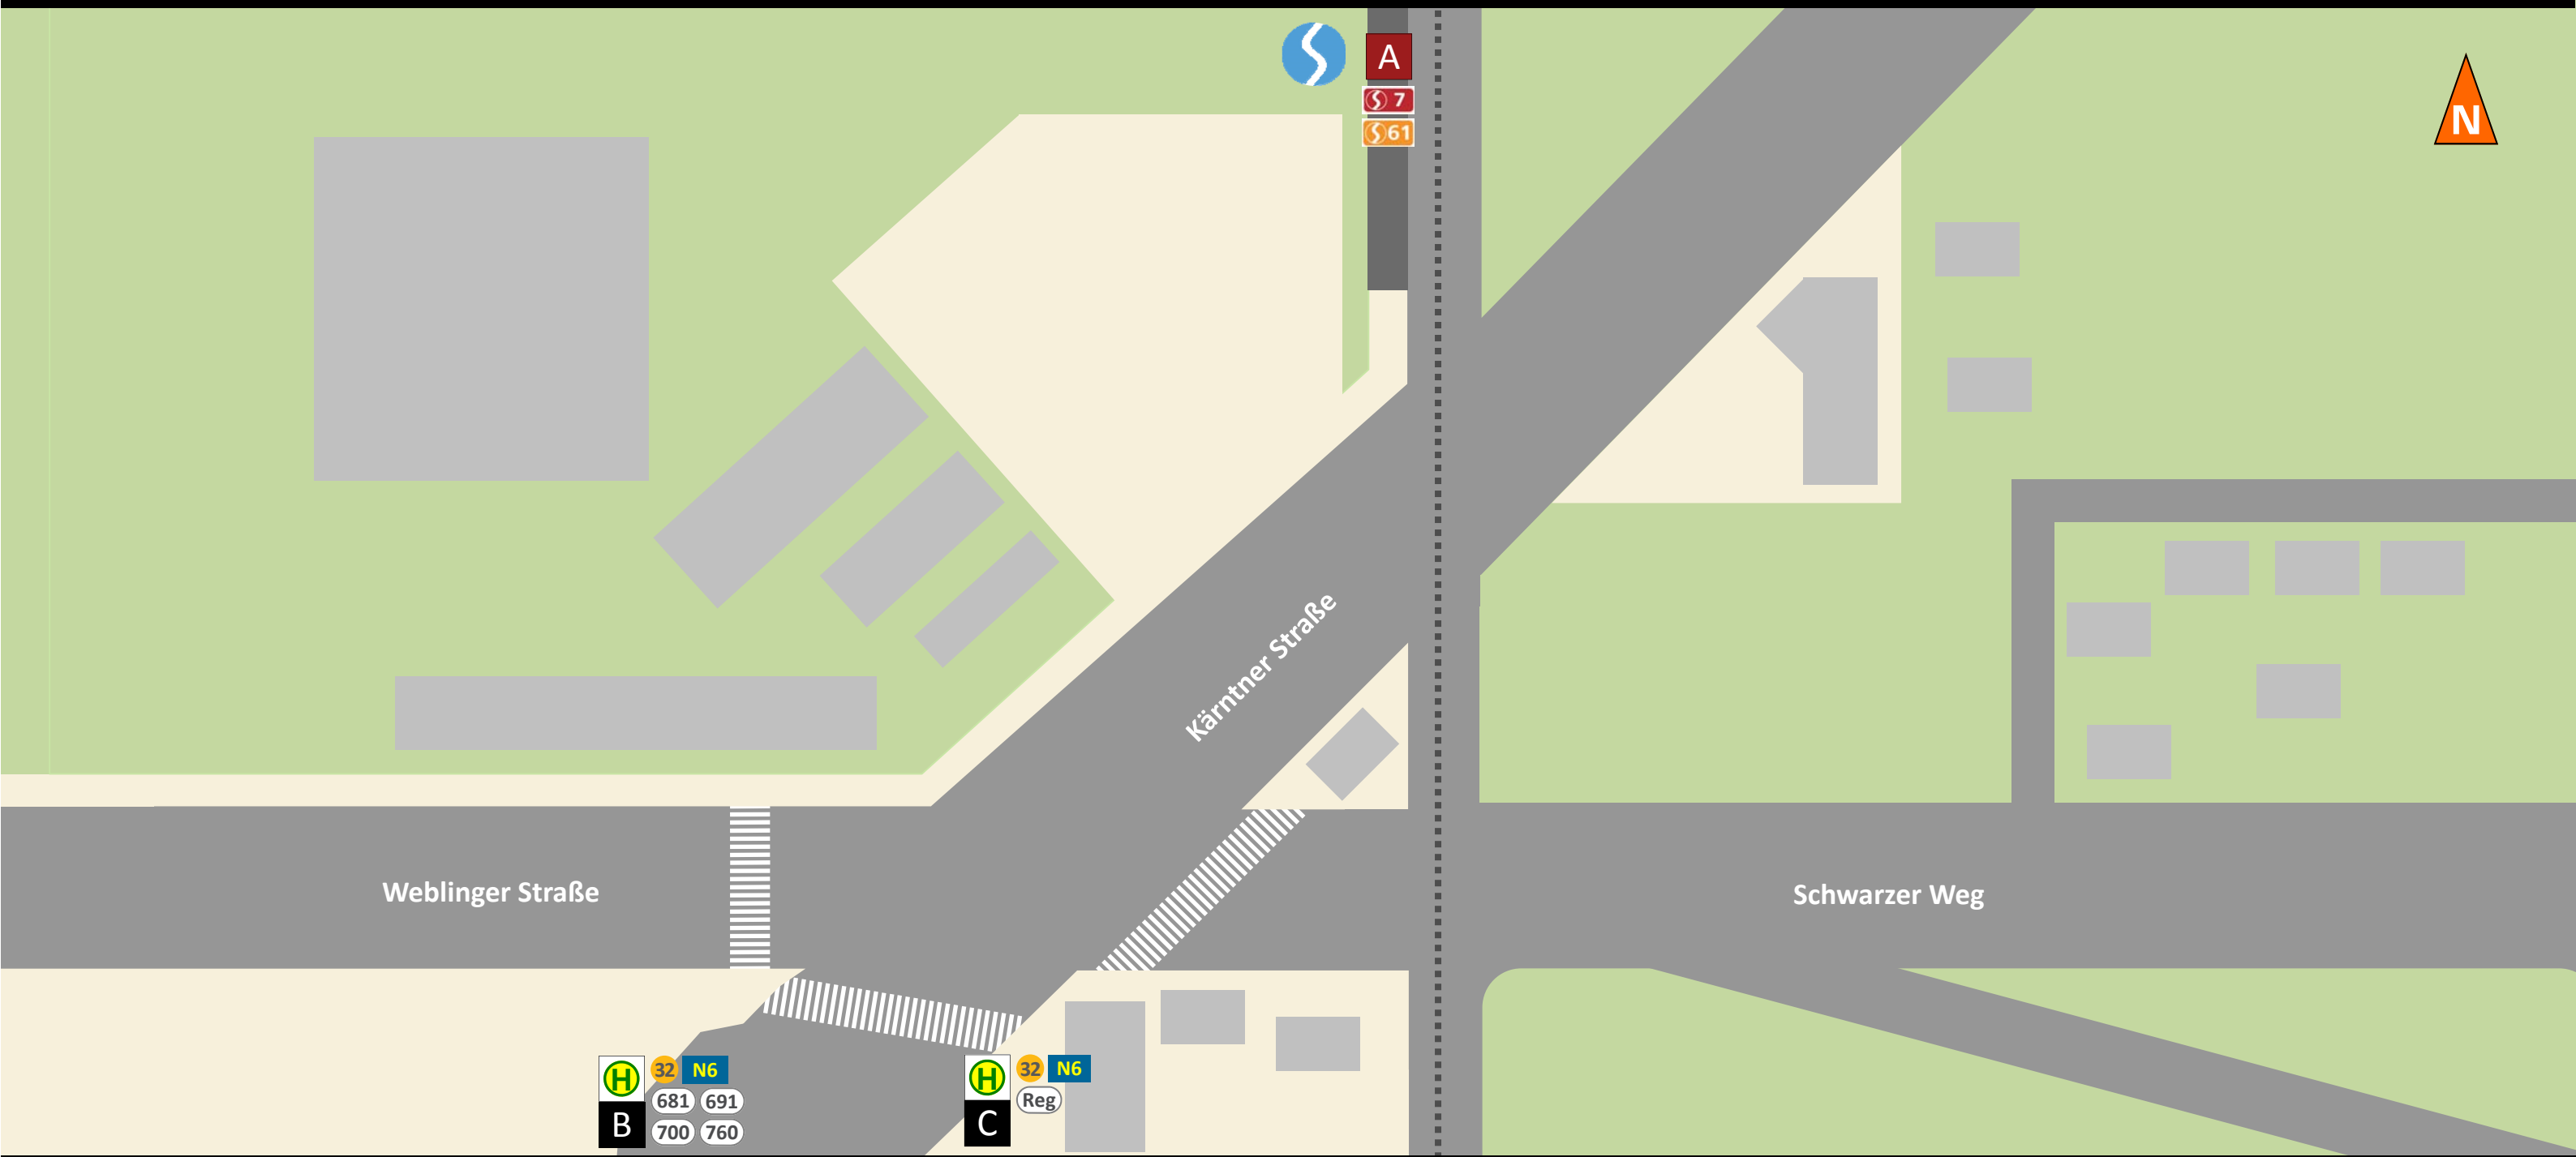 A
S 7
S 61
N
Kärntner Straße
Weblinger Straße
Schwarzer Weg
H 32 N6
681 691
B 700 760
H 32 N6
Reg
C